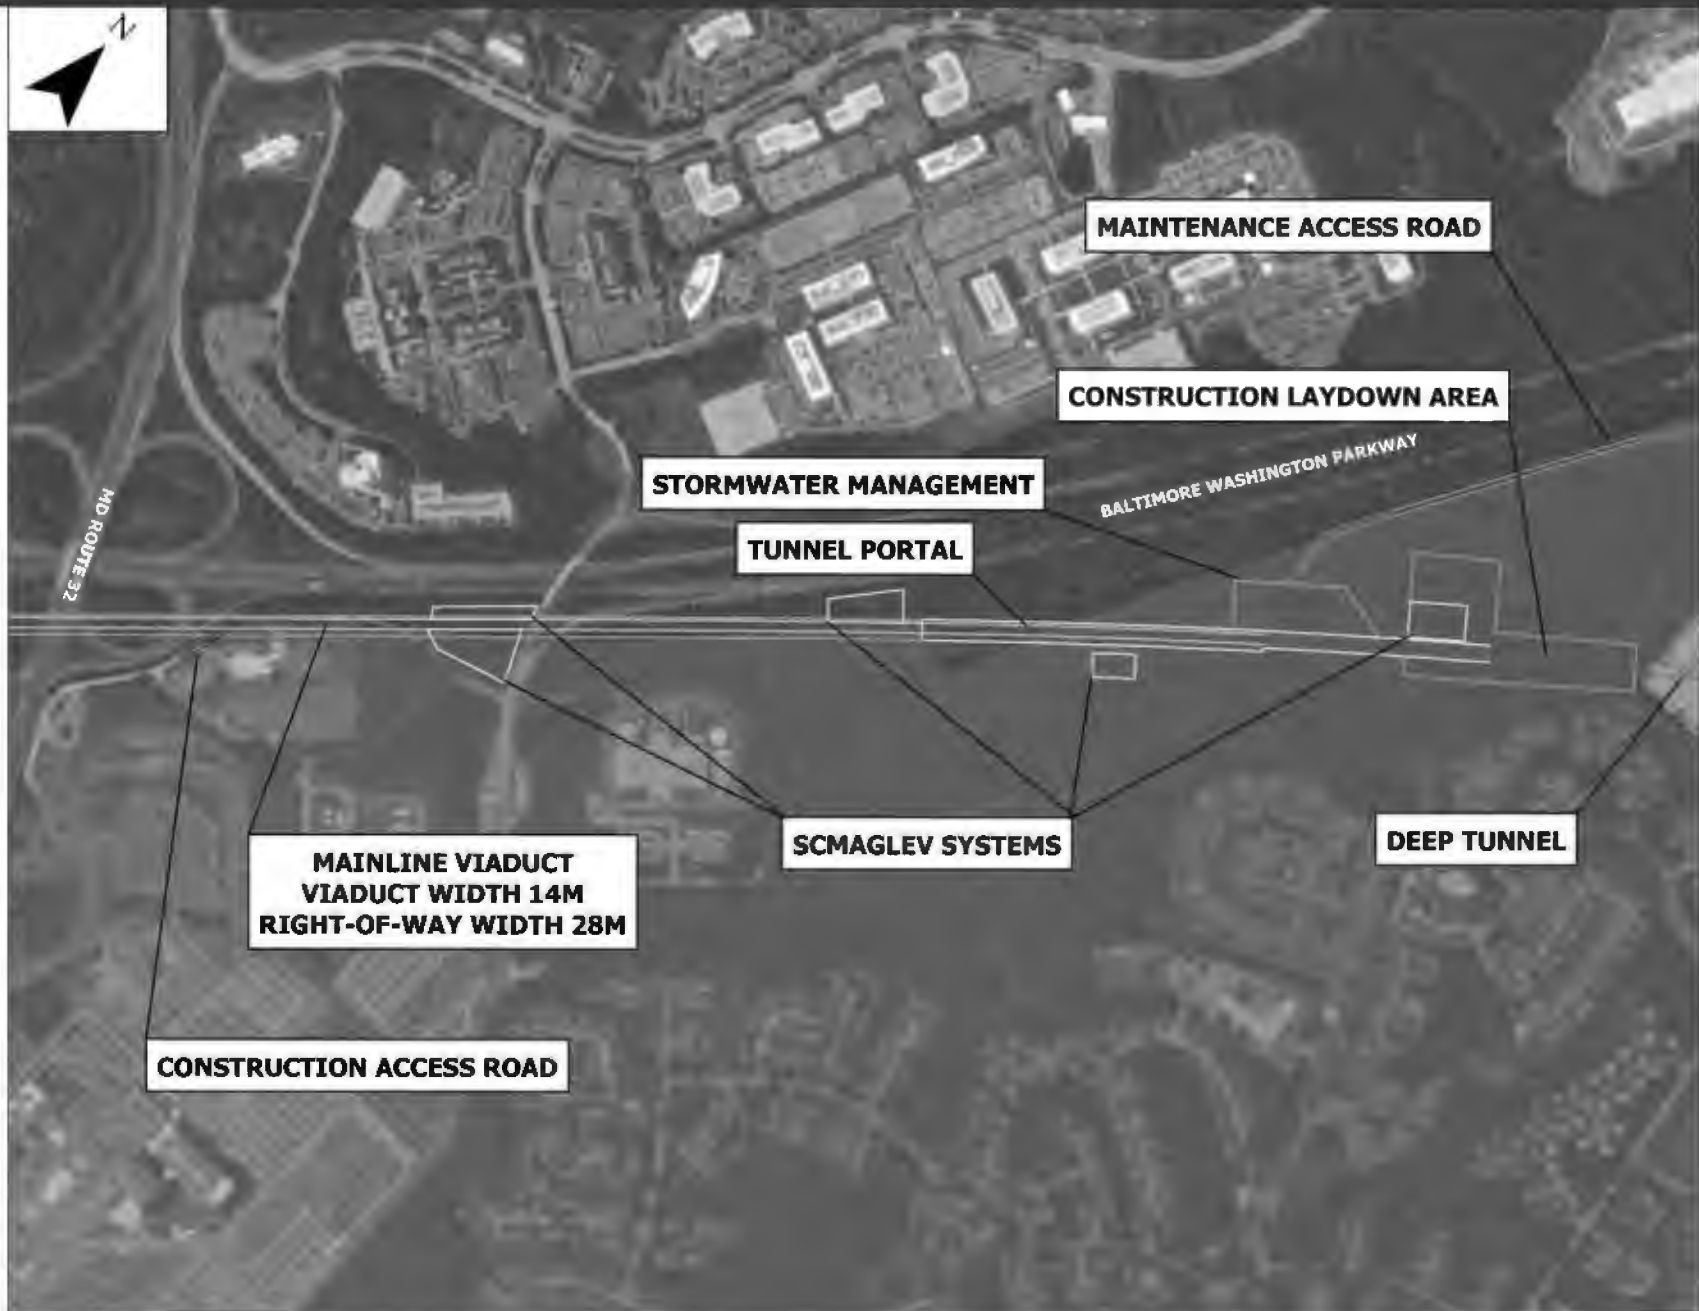 N
MAINTENANCE ACCESS ROAD
CONSTRUCTION LAYDOWN AREA
BALTIMORE WASHINGTON PARKWAY
STORMWATER MANAGEMENT
TUNNEL PORTAL
MD ROUTE 32
SCMAGLEV SYSTEMS
DEEP TUNNEL
MAINLINE VIADUCT
VIADUCT WIDTH 14M
RIGHT-OF-WAY WIDTH 28M
CONSTRUCTION ACCESS ROAD